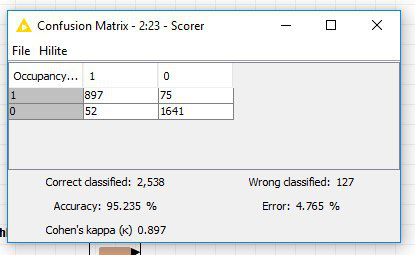 Confusion Matrix - 2:23 - Scorer
File Hilite
Occupancy... 1 0
1 897 75
0 52 1641
Correct classified: 2,538 Wrong classified: 127
Accuracy: 95.235 % Error: 4.765 %
Cohen's kappa (κ) 0.897